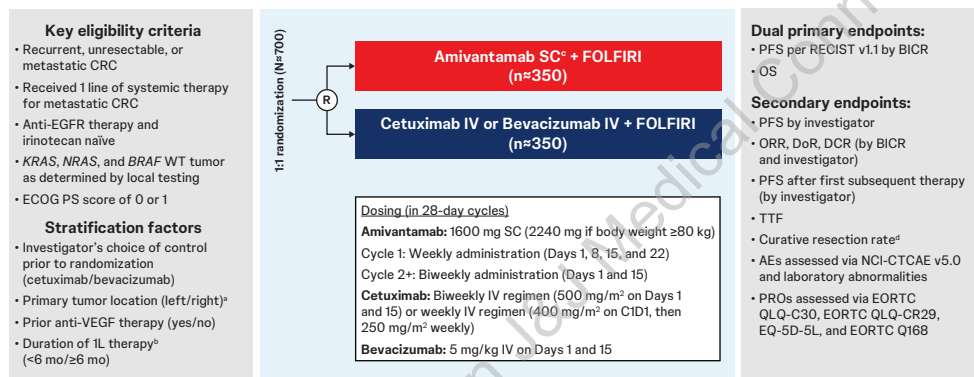 Key eligibility criteria
• Recurrent, unresectable, or
metastatic CRC
• Received 1 line of systemic therapy
for metastatic CRC
• Anti-EGFR therapy and
irinotecan naïve
• KRAS, NRAS, and BRAF WT tumor
as determined by local testing
• ECOG PS score of 0 or 1
Stratification factors
• Investigator's choice of control
prior to randomization
(cetuximab/bevacizumab)
• Primary tumor location (left/right)ᵃ
• Prior anti-VEGF therapy (yes/no)
• Duration of 1L therapyᵇ
(<6 mo/≥6 mo)
1:1 randomization (N≈700)
R
Amivantamab SCᶜ + FOLFIRI
(n≈350)
Cetuximab IV or Bevacizumab IV + FOLFIRI
(n≈350)
Dosing (in 28-day cycles)
Amivantamab: 1600 mg SC (2240 mg if body weight ≥80 kg)
Cycle 1: Weekly administration (Days 1, 8, 15, and 22)
Cycle 2+: Biweekly administration (Days 1 and 15)
Cetuximab: Biweekly IV regimen (500 mg/m² on Days 1
and 15) or weekly IV regimen (400 mg/m² on C1D1, then
250 mg/m² weekly)
Bevacizumab: 5 mg/kg IV on Days 1 and 15
Dual primary endpoints:
• PFS per RECIST v1.1 by BICR
• OS
Secondary endpoints:
• PFS by investigator
• ORR, DoR, DCR (by BICR
and investigator)
• PFS after first subsequent therapy
(by investigator)
• TTF
• Curative resection rateᵈ
• AEs assessed via NCI-CTCAE v5.0
and laboratory abnormalities
• PROs assessed via EORTC
QLQ-C30, EORTC QLQ-CR29,
EQ-5D-5L, and EORTC Q168
J&J Medical Conn